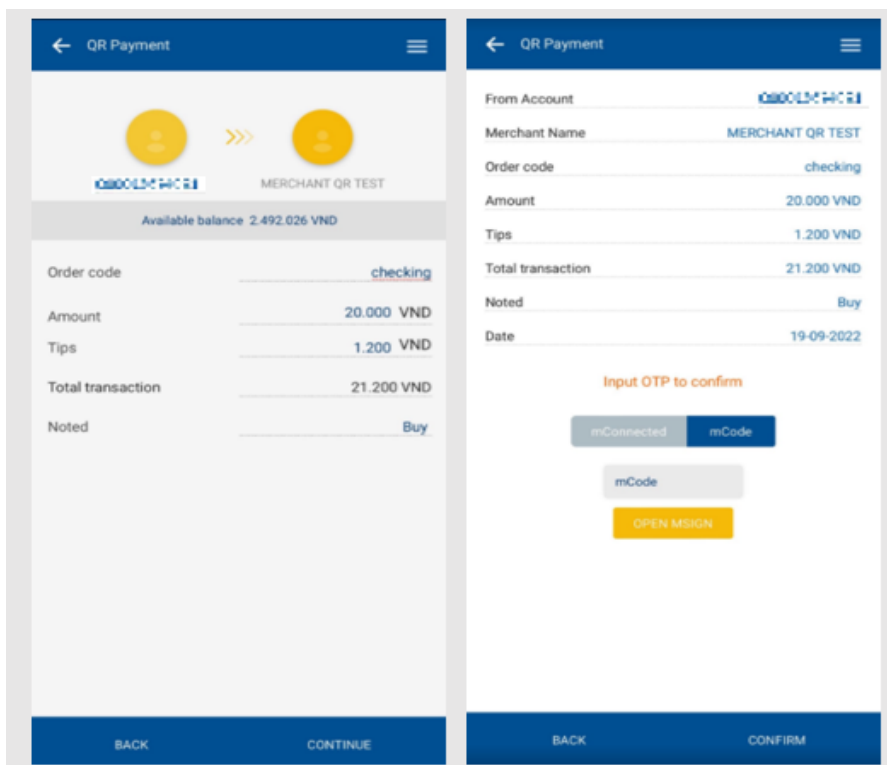 QR Payment
MERCHANT QR TEST
Available balance 2.492.026 VND
Order code checking
Amount 20.000 VND
Tips 1.200 VND
Total transaction 21.200 VND
Noted Buy
BACK CONTINUE
QR Payment
From Account
Merchant Name MERCHANT QR TEST
Order code checking
Amount 20.000 VND
Tips 1.200 VND
Total transaction 21.200 VND
Noted Buy
Date 19-09-2022
Input OTP to confirm
mConnected mCode
mCode
OPEN MSIGN
BACK CONFIRM